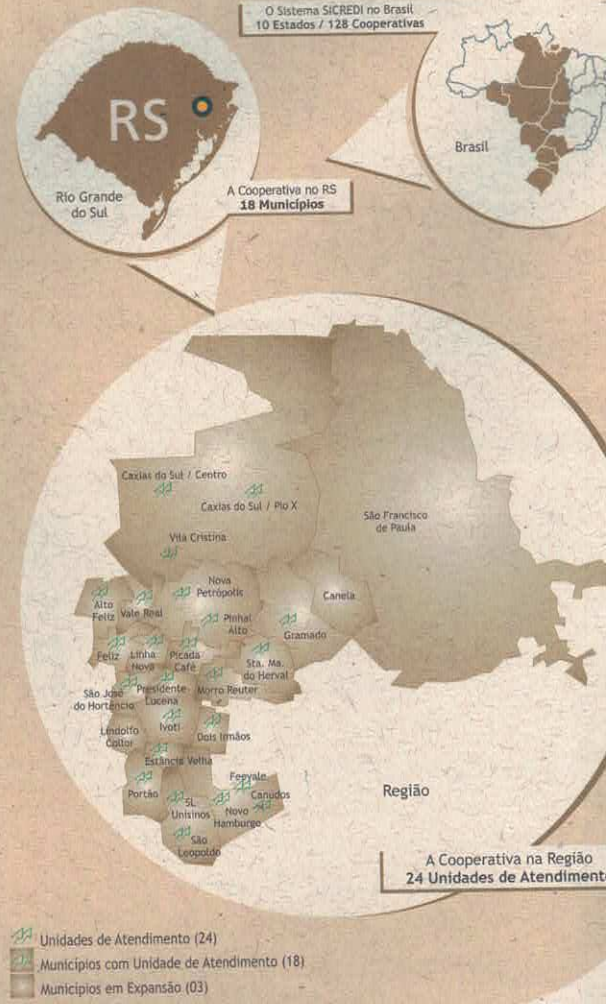 O Sistema SICREDI no Brasil
10 Estados / 128 Cooperativas
RS
Rio Grande
do Sul
Brasil
A Cooperativa no RS
18 Municípios
Caxias do Sul / Centro
Caxias do Sul / Pio X
São Francisco
de Paula
Vila Cristina
Nova
Petrópolis
Canela
Alto
Feliz
Vale Real
Pinhal
Alto
Gramado
Feliz
Linha
Nova
Picada
Café
Sta. Ma.
do Herval
São José
do Hortêncio
Presidente
Lucena
Morro Reuter
Lindolfo
Collor
Ivoti
Dois Irmãos
Estância Velha
Portão
Feevale
Canudos
SL
Unisinos
Novo
Hamburgo
São
Leopoldo
Região
A Cooperativa na Região
24 Unidades de Atendimento
Unidades de Atendimento (24)
Municípios com Unidade de Atendimento (18)
Municípios em Expansão (03)